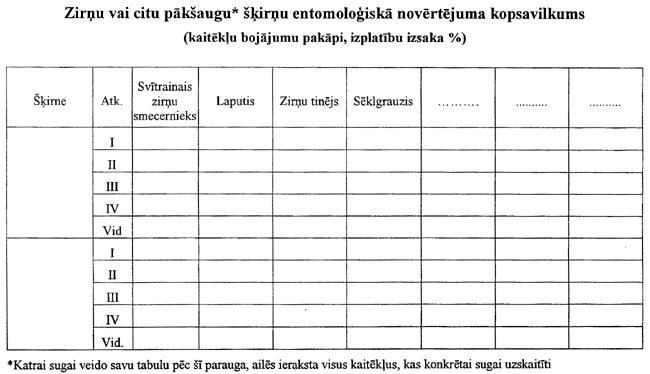 Zirņu vai citu pākšaugu* šķirņu entomoloģiskā novērtējuma kopsavilkums
(kaitēkļu bojājumu pakāpi, izplatību izsaka %)
Šķirne Atk. Svītrainais zirņu smecernieks Laputis Zirņu tinējs Sēklgrauzis .......... .......... ..........
I
II
III
IV
Vid
I
II
III
IV
Vid.
*Katrai sugai veido savu tabulu pēc šī parauga, ailēs ieraksta visus kaitēkļus, kas konkrētai sugai uzskaitīti